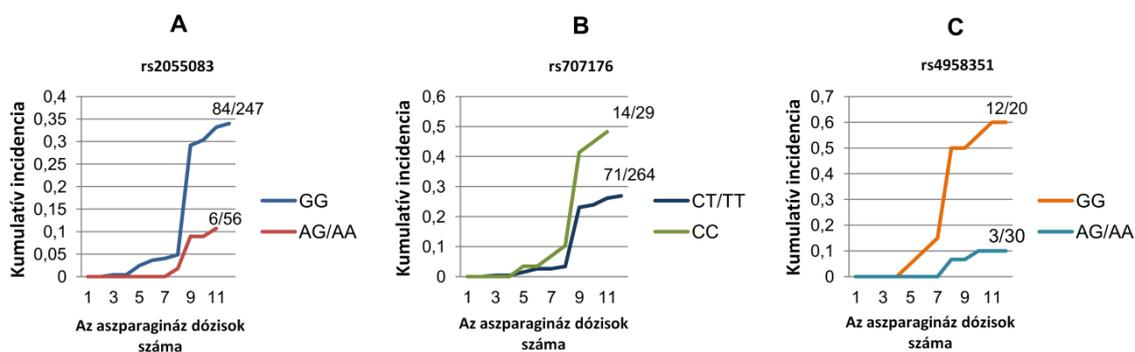 A
rs2055083
Kumulatív incidencia
0,4
0,35
0,3
0,25
0,2
0,15
0,1
0,05
0
84/247
6/56
1 3 5 7 9 11
Az aszparagináz dózisok
száma
GG
AG/AA
B
rs707176
Kumulatív incidencia
0,6
0,5
0,4
0,3
0,2
0,1
0
14/29
71/264
1 3 5 7 9 11
Az aszparagináz dózisok
száma
CT/TT
CC
C
rs4958351
Kumulatív incidencia
0,7
0,6
0,5
0,4
0,3
0,2
0,1
0
12/20
3/30
1 3 5 7 9 11
Az aszparagináz dózisok
száma
GG
AG/AA